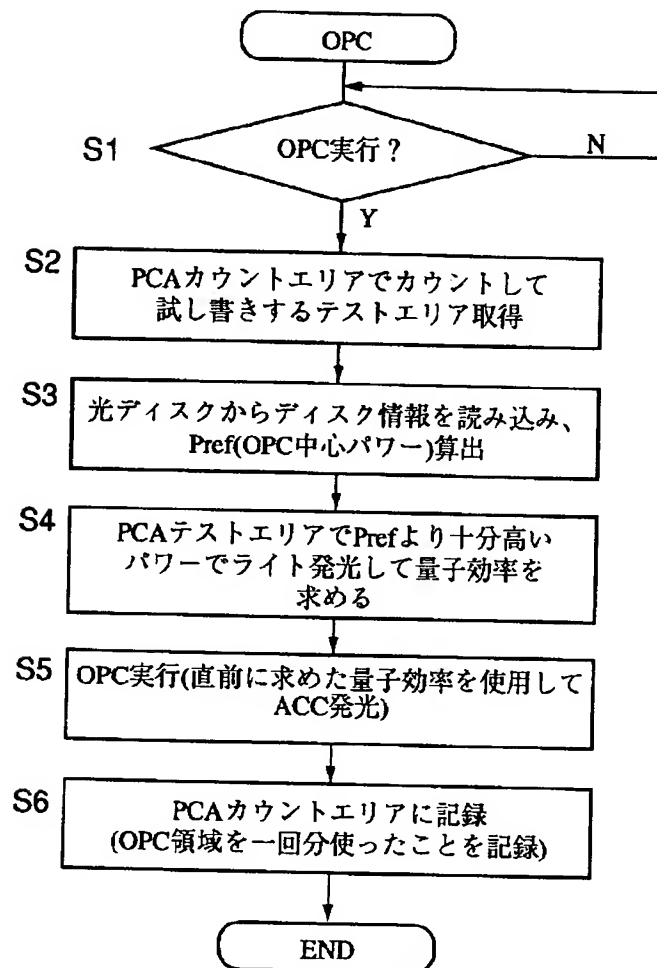 OPC
S1
OPC実行？
N
Y
S2
PCAカウントエリアでカウントして
試し書きするテストエリア取得
S3
光ディスクからディスク情報を読み込み、
Pref(OPC中心パワー)算出
S4
PCAテストエリアでPrefより十分高い
パワーでライト発光して量子効率を
求める
S5
OPC実行(直前に求めた量子効率を使用して
ACC発光)
S6
PCAカウントエリアに記録
(OPC領域を一回分使ったことを記録)
END